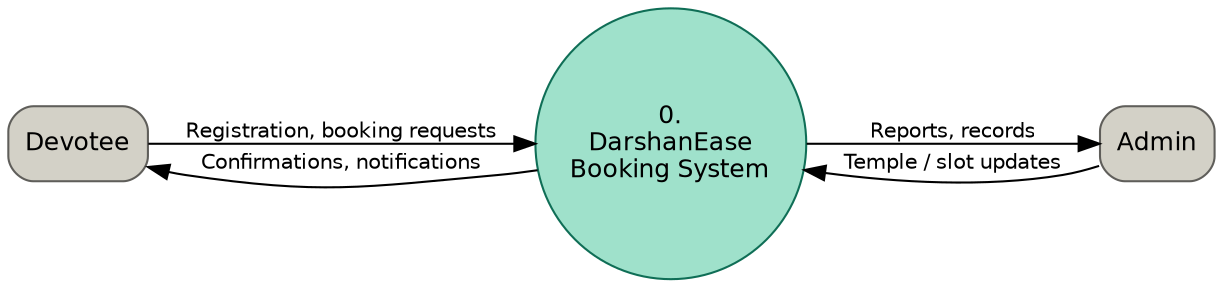 Devotee
Registration, booking requests
Confirmations, notifications
0.
DarshanEase
Booking System
Reports, records
Temple / slot updates
Admin